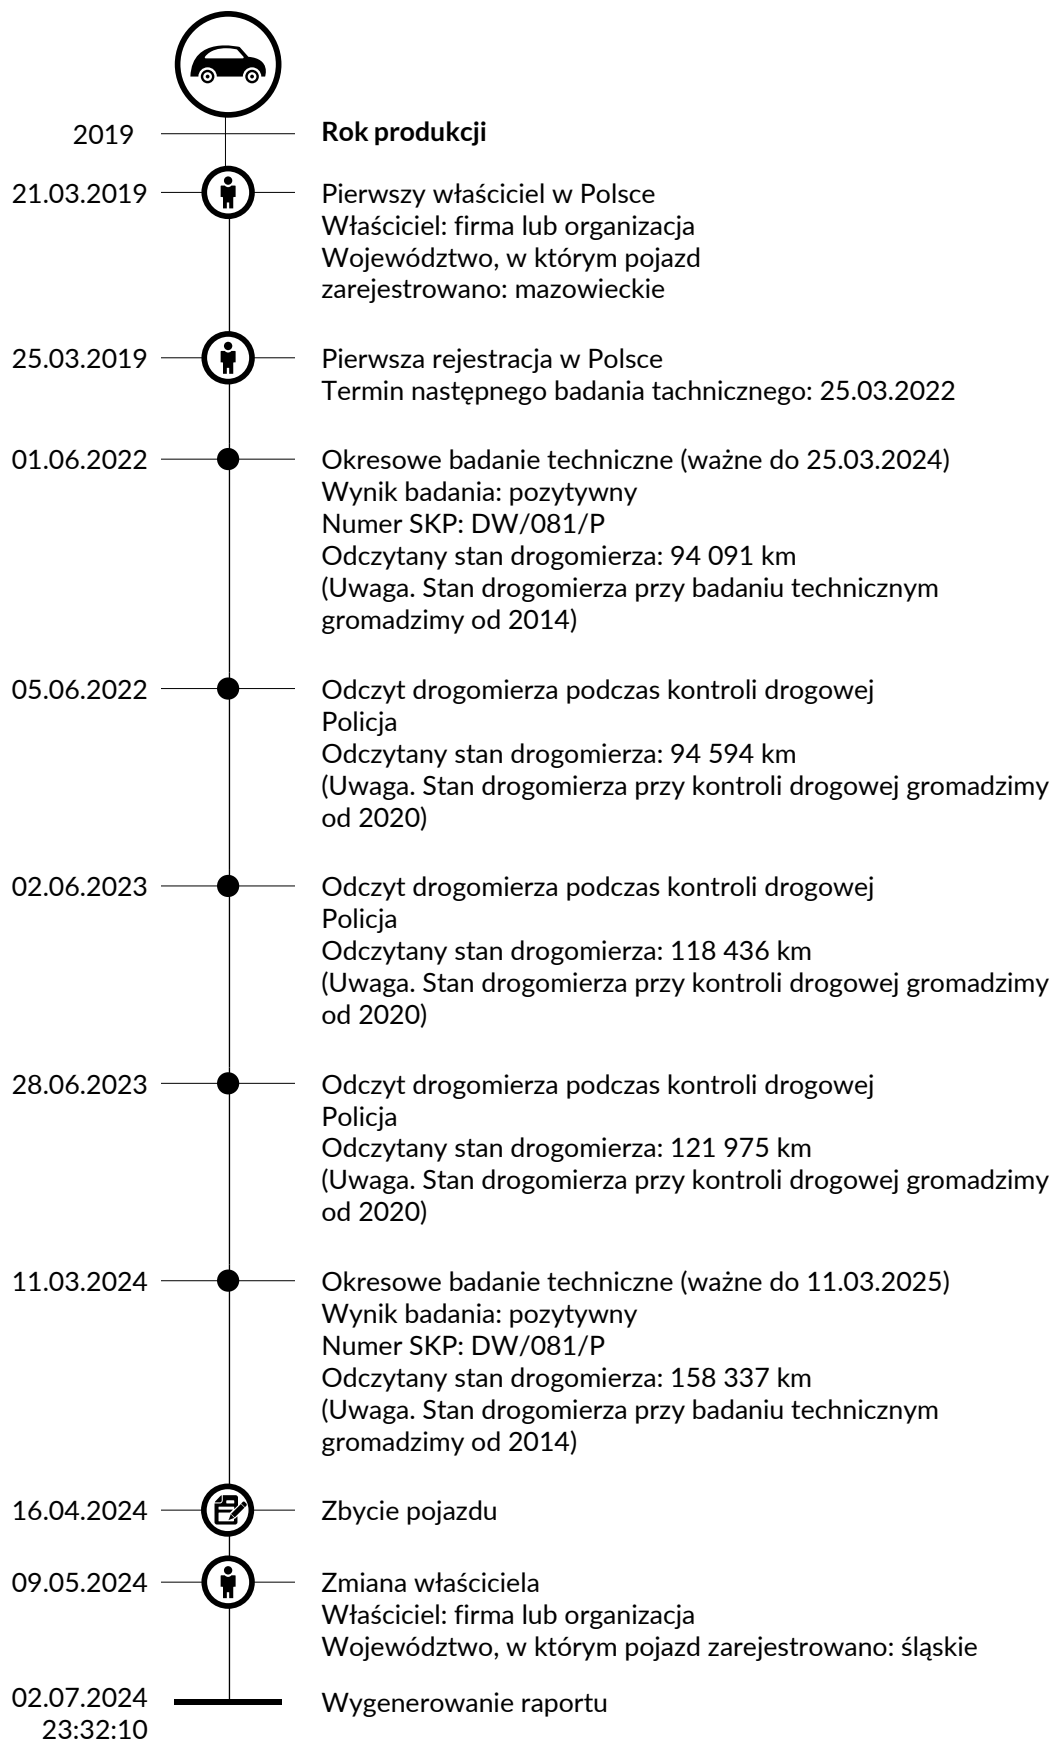 2019 Rok produkcji
21.03.2019 Pierwszy właściciel w Polsce
Właściciel: firma lub organizacja
Województwo, w którym pojazd
zarejestrowano: mazowieckie
25.03.2019 Pierwsza rejestracja w Polsce
Termin następnego badania tachnicznego: 25.03.2022
01.06.2022 Okresowe badanie techniczne (ważne do 25.03.2024)
Wynik badania: pozytywny
Numer SKP: DW/081/P
Odczytany stan drogomierza: 94 091 km
(Uwaga. Stan drogomierza przy badaniu technicznym
gromadzimy od 2014)
05.06.2022 Odczyt drogomierza podczas kontroli drogowej
Policja
Odczytany stan drogomierza: 94 594 km
(Uwaga. Stan drogomierza przy kontroli drogowej gromadzimy
od 2020)
02.06.2023 Odczyt drogomierza podczas kontroli drogowej
Policja
Odczytany stan drogomierza: 118 436 km
(Uwaga. Stan drogomierza przy kontroli drogowej gromadzimy
od 2020)
28.06.2023 Odczyt drogomierza podczas kontroli drogowej
Policja
Odczytany stan drogomierza: 121 975 km
(Uwaga. Stan drogomierza przy kontroli drogowej gromadzimy
od 2020)
11.03.2024 Okresowe badanie techniczne (ważne do 11.03.2025)
Wynik badania: pozytywny
Numer SKP: DW/081/P
Odczytany stan drogomierza: 158 337 km
(Uwaga. Stan drogomierza przy badaniu technicznym
gromadzimy od 2014)
16.04.2024 Zbycie pojazdu
09.05.2024 Zmiana właściciela
Właściciel: firma lub organizacja
Województwo, w którym pojazd zarejestrowano: śląskie
02.07.2024 Wygenerowanie raportu
23:32:10